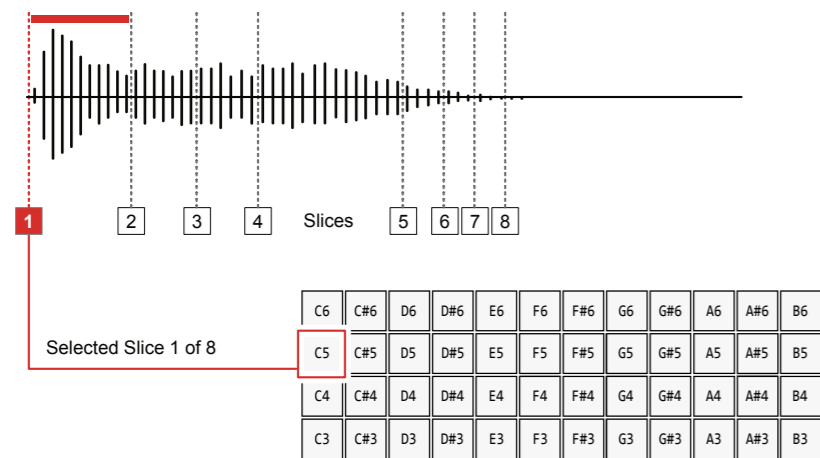 1 2 3 4 Slices 5 6 7 8
C6 C#6 D6 D#6 E6 F6 F#6 G6 G#6 A6 A#6 B6
Selected Slice 1 of 8
C5 C#5 D5 D#5 E5 F5 F#5 G5 G#5 A5 A#5 B5
C4 C#4 D4 D#4 E4 F4 F#4 G4 G#4 A4 A#4 B4
C3 C#3 D3 D#3 E3 F3 F#3 G3 G#3 A3 A#3 B3